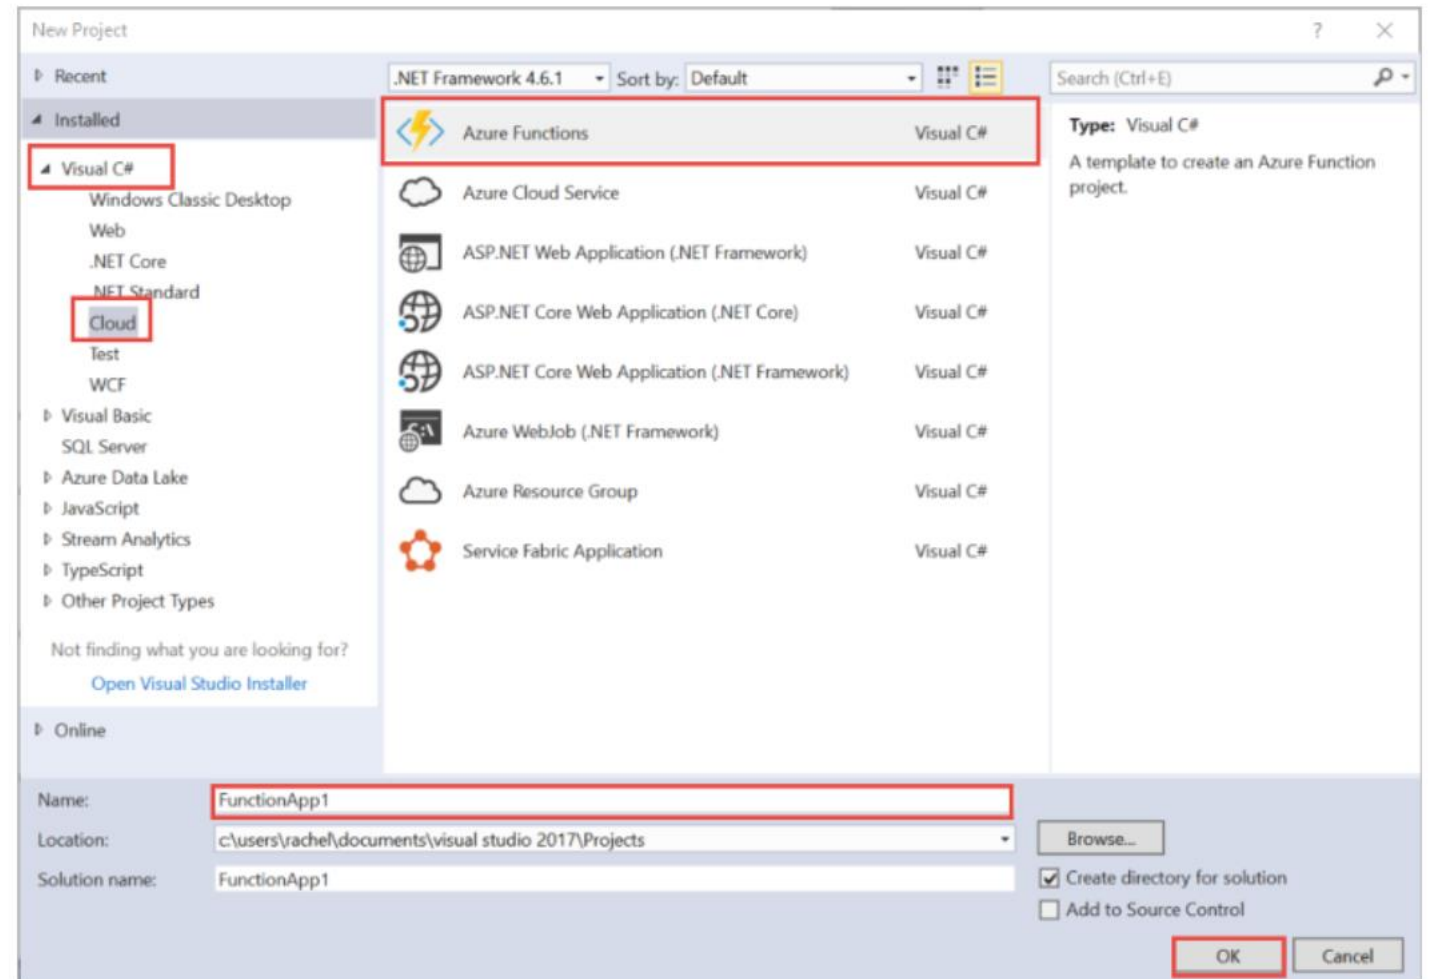 New Project
?
Recent
.NET Framework 4.6.1
Sort by:
Default
Search (Ctrl+E)
Installed
Visual C#
Windows Classic Desktop
Web
.NET Core
.NET Standard
Cloud
Test
WCF
Visual Basic
SQL Server
Azure Data Lake
JavaScript
Stream Analytics
TypeScript
Other Project Types
Not finding what you are looking for?
Open Visual Studio Installer
Online
Azure Functions Visual C#
Azure Cloud Service Visual C#
ASP.NET Web Application (.NET Framework) Visual C#
ASP.NET Core Web Application (.NET Core) Visual C#
ASP.NET Core Web Application (.NET Framework) Visual C#
Azure WebJob (.NET Framework) Visual C#
Azure Resource Group Visual C#
Service Fabric Application Visual C#
Type: Visual C#
A template to create an Azure Function
project.
Name: FunctionApp1
Location: c:\users\rachel\documents\visual studio 2017\Projects
Browse...
Solution name: FunctionApp1
Create directory for solution
Add to Source Control
OK
Cancel